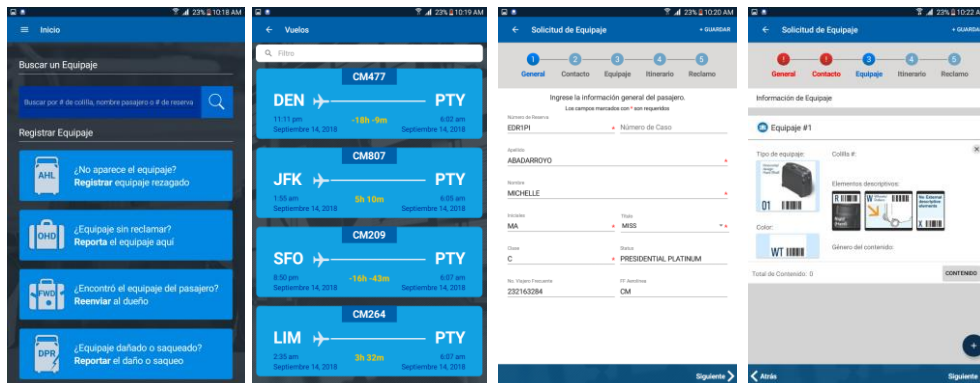 23% 10:18 AM
Inicio
Buscar un Equipaje
Buscar por # de colilla, nombre pasajero o # de reserva
Registrar Equipaje
AHL
¿No aparece el equipaje?
Registrar equipaje rezagado
OHD
¿Equipaje sin reclamar?
Reporta el equipaje aquí
FWD
¿Encontró el equipaje del pasajero?
Reenviar al dueño
DPR
¿Equipaje dañado o saqueado?
Reportar el daño o saqueo
23% 10:19 AM
Vuelos
Filtro
CM477
DEN PTY
11:11 pm -18h -9m 6:02 am
Septiembre 14, 2018 Septiembre 14, 2018
CM807
JFK PTY
1:55 am 5h 10m 6:05 am
Septiembre 14, 2018 Septiembre 14, 2018
CM209
SFO PTY
8:50 pm -16h -43m 6:07 am
Septiembre 14, 2018 Septiembre 14, 2018
CM264
LIM PTY
2:35 am 3h 32m 6:07 am
Septiembre 14, 2018 Septiembre 14, 2018
23% 10:20 AM
Solicitud de Equipaje + GUARDAR
1 2 3 4 5
General Contacto Equipaje Itinerario Reclamo
Ingrese la información general del pasajero.
Los campos marcados con * son requeridos
Número de Reserva
EDR1PI * Número de Caso
Apellido
ABADARROYO *
Nombre
MICHELLE *
Iniciales Título
MA * MISS *
Clase Status
C * PRESIDENTIAL PLATINUM
No. Viajero Frecuente FF Aerolínea
232163284 CM
Siguiente
23% 10:22 A
Solicitud de Equipaje + GUARDA
! ! 3 4 5
General Contacto Equipaje Itinerario Reclamo
Información de Equipaje
Equipaje #1
Tipo de equipaje: Colilla #:
01
Elementos descriptivos:
R W
X
Color:
WT
Género del contenido:
Total de Contenido: 0 CONTENIDO
Atrás Siguiente